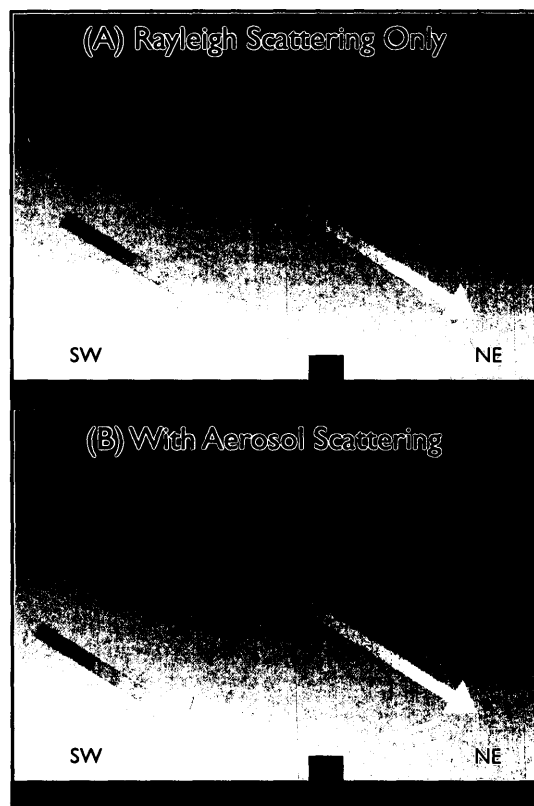 (A) Rayleigh Scattering Only
SW NE
(B) With Aerosol Scattering
SW NE